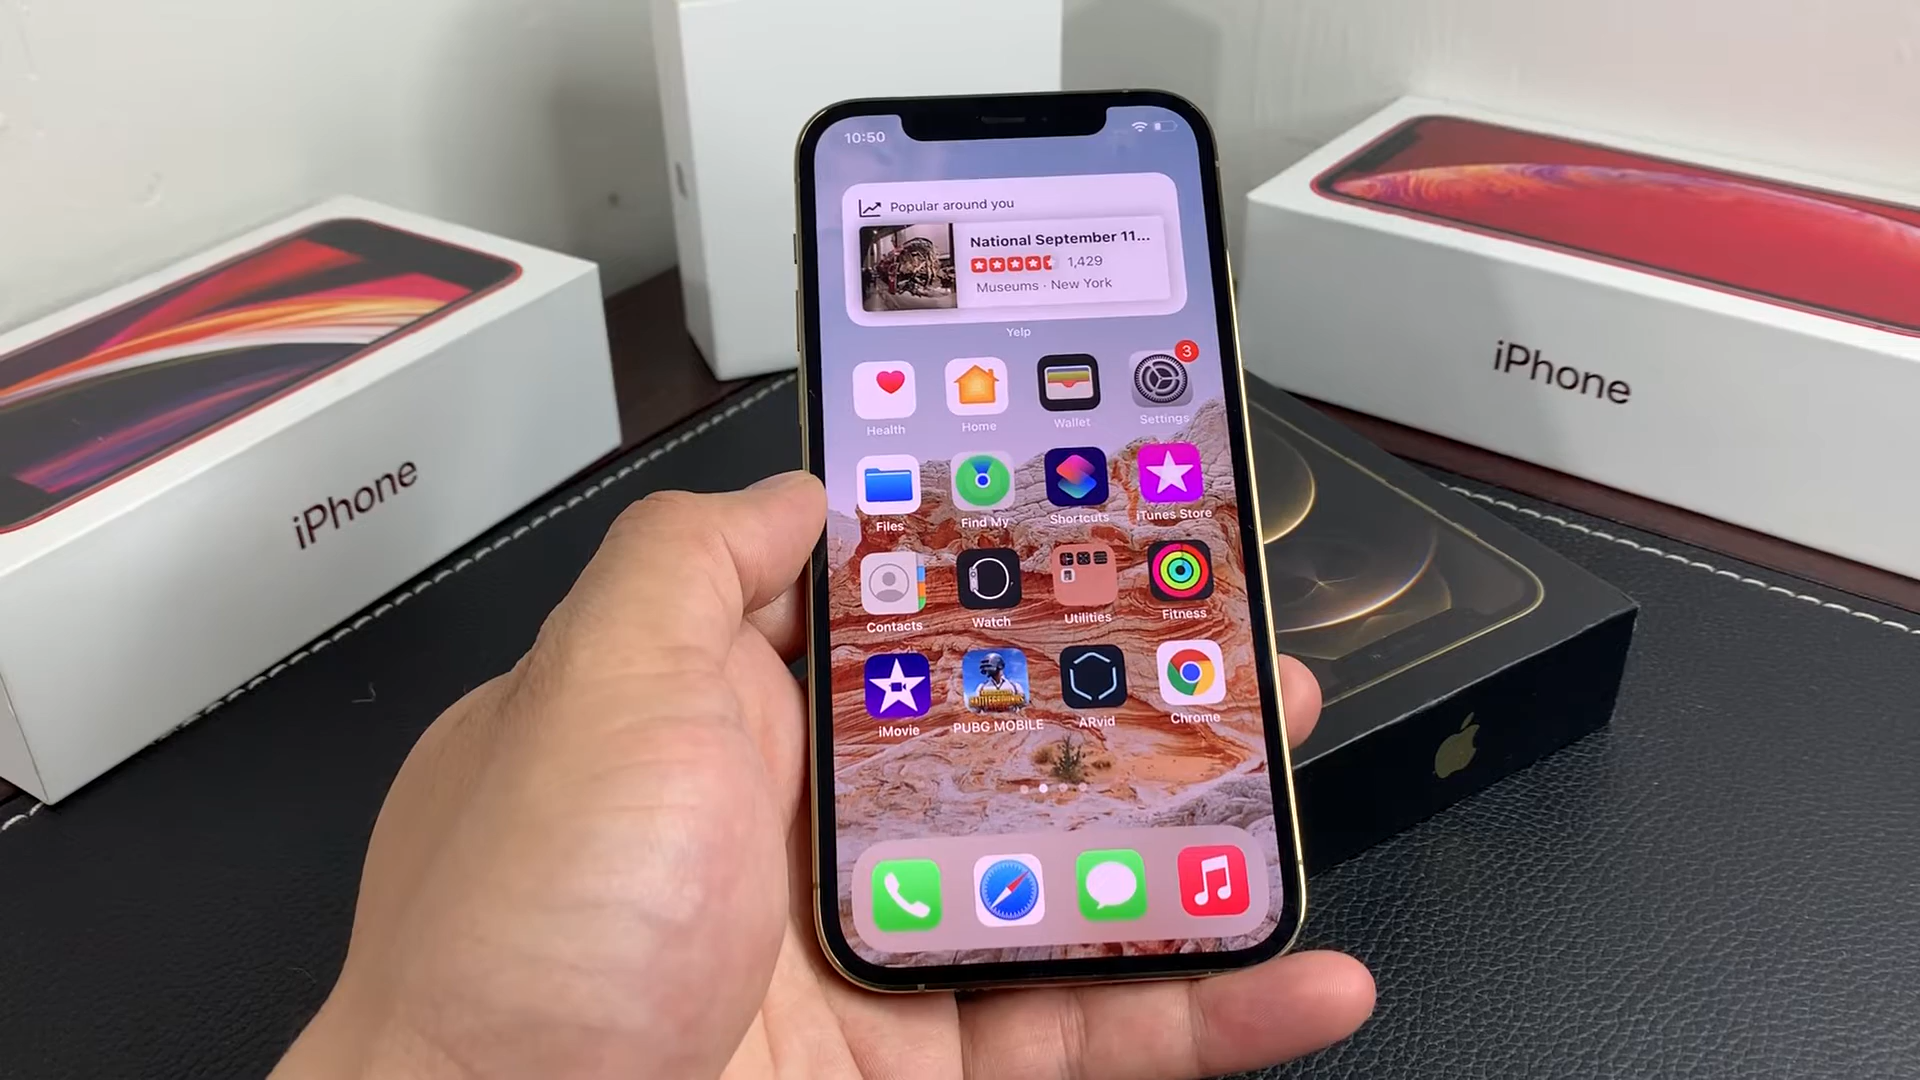 10:50
Popular around you
National September 11...
1,429
Museums · New York
Yelp
3
Health Home Wallet Settings
Files Find My Shortcuts iTunes Store
Contacts Watch Utilities Fitness
iMovie PUBG MOBILE ARvid Chrome
iPhone
iPhone